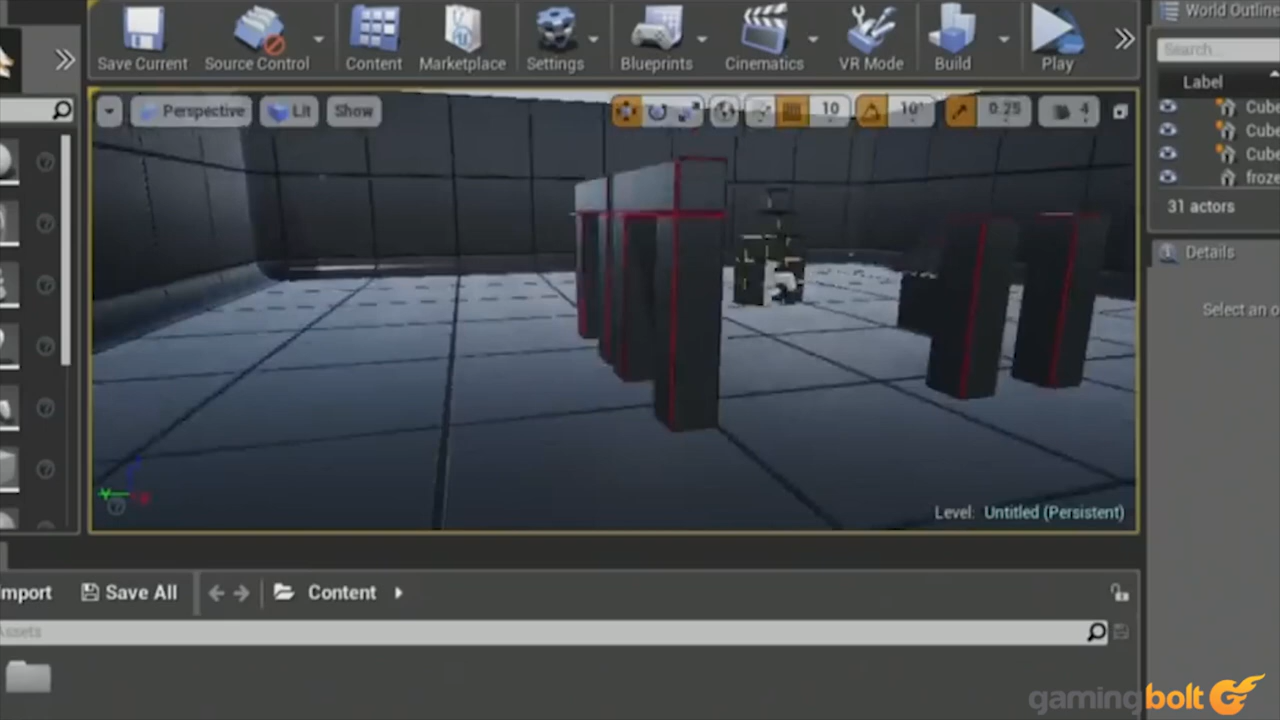 Save Current
Source Control
Content
Marketplace
Settings
Blueprints
Cinematics
VR Mode
Build
Play
World Outline
Search...
Label
Cube
Cube
Cube
froze
31 actors
Details
Select an o
Perspective
Lit
Show
10
10°
0.25
4
Y
Level: Untitled (Persistent)
mport
Save All
Content
Assets
gamingbolt